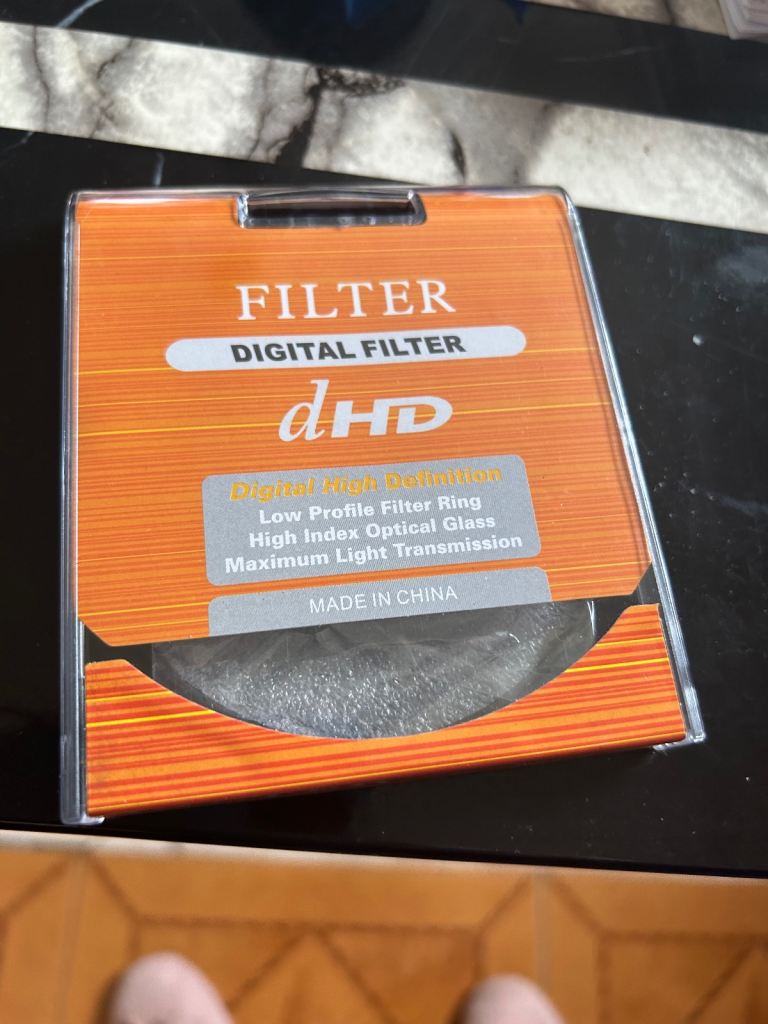 FILTER
DIGITAL FILTER
dHD
Digital High Definition
Low Profile Filter Ring
High Index Optical Glass
Maximum Light Transmission
MADE IN CHINA